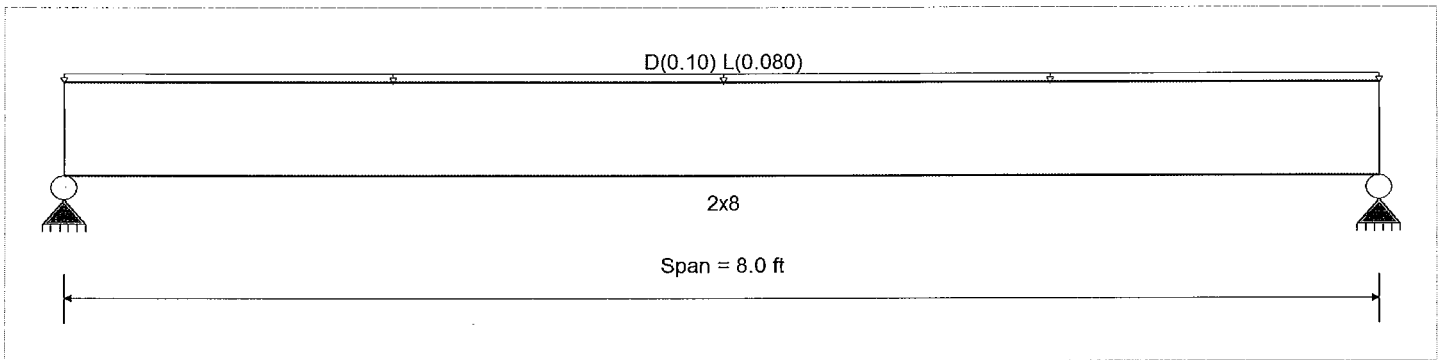 D(0.10) L(0.080)
2x8
Span = 8.0 ft